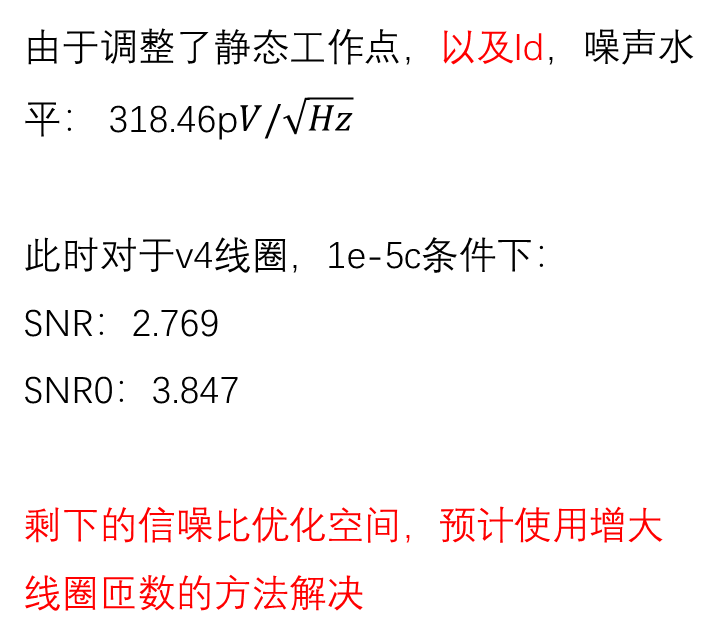 由于调整了静态工作点，以及Id，噪声水
平： 318.46pV/√Hz
此时对于v4线圈，1e-5c条件下：
SNR：2.769
SNR0：3.847
剩下的信噪比优化空间，预计使用增大
线圈匝数的方法解决